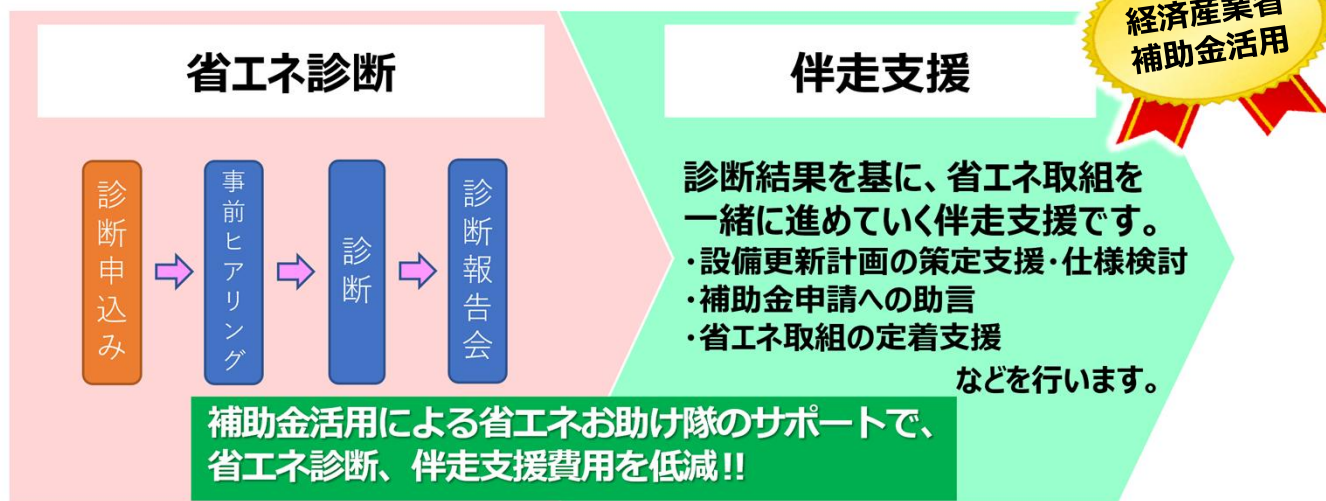 経済産業省
補助金活用
省エネ診断
伴走支援
診断申込み
事前ヒアリング
診断
診断報告会
診断結果を基に、省エネ取組を
一緒に進めていく伴走支援です。
・設備更新計画の策定支援・仕様検討
・補助金申請への助言
・省エネ取組の定着支援
などを行います。
補助金活用による省エネお助け隊のサポートで、
省エネ診断、伴走支援費用を低減!!